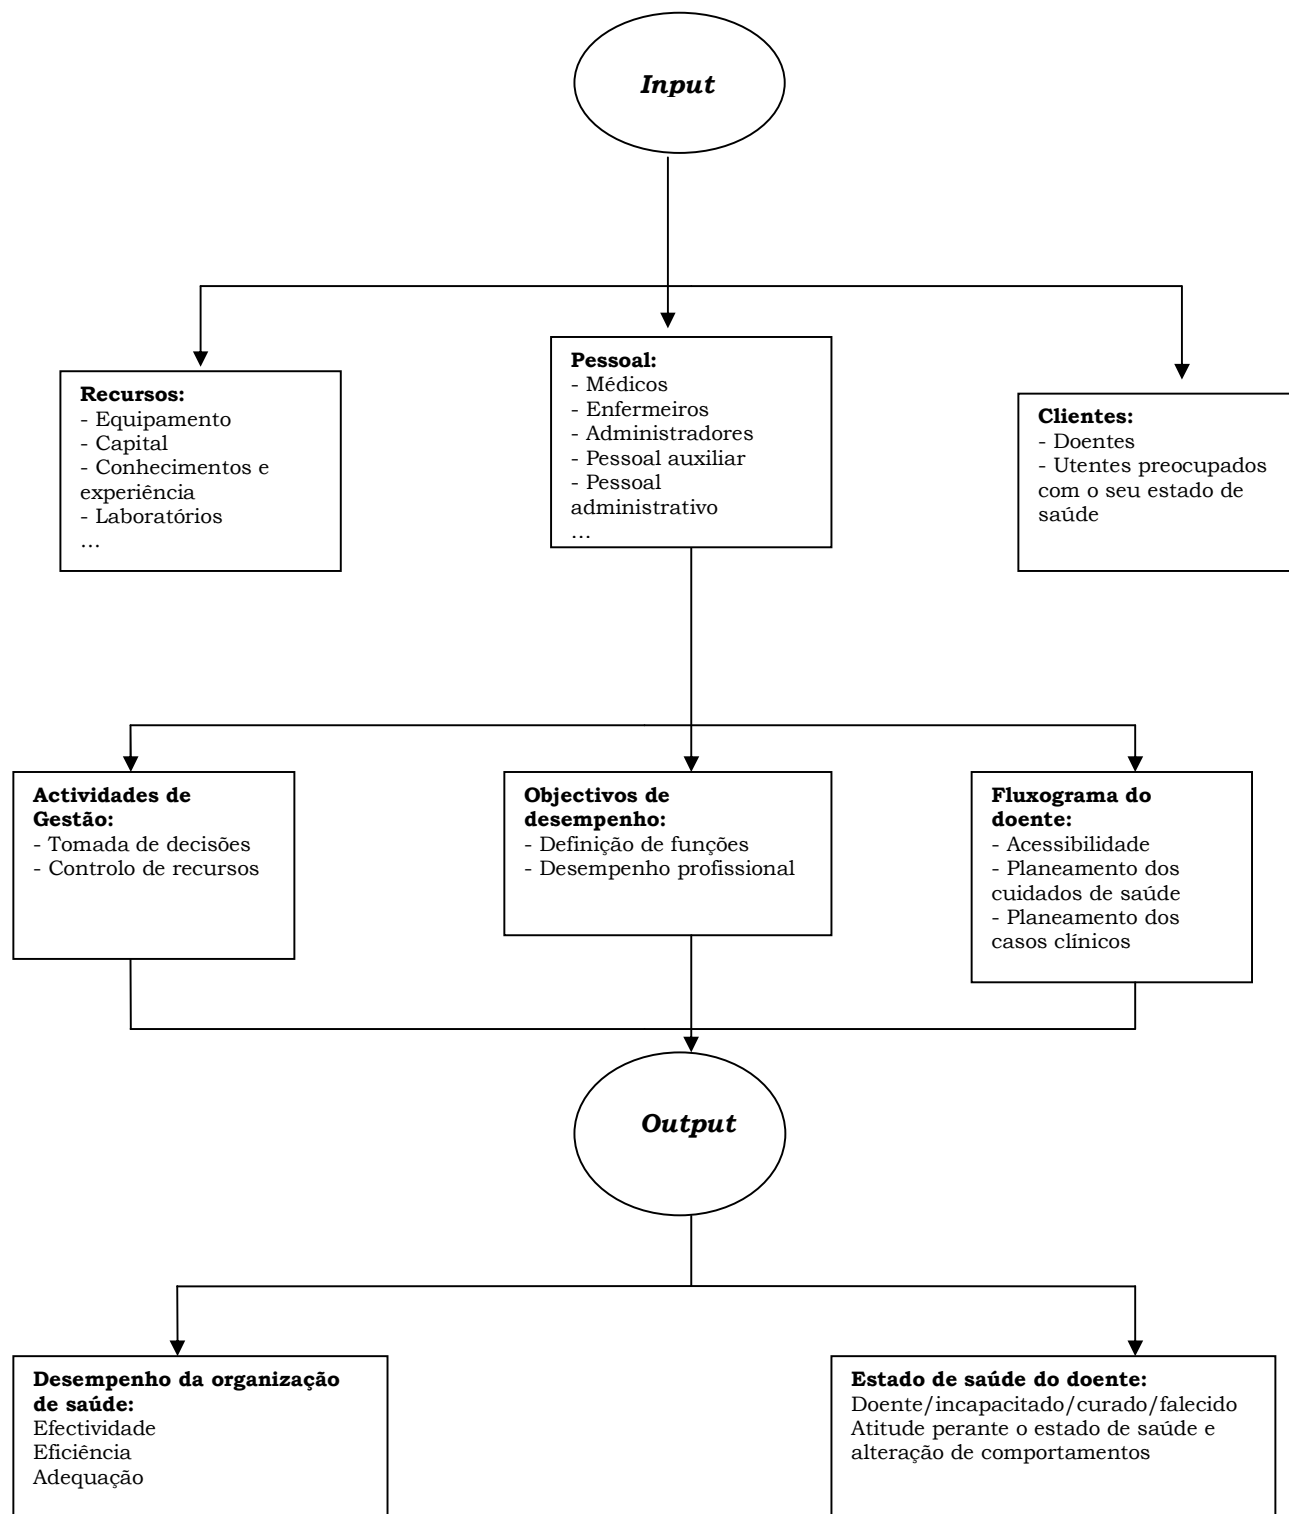 Input
Recursos:
- Equipamento
- Capital
- Conhecimentos e
experiência
- Laboratórios
…
Pessoal:
- Médicos
- Enfermeiros
- Administradores
- Pessoal auxiliar
- Pessoal
administrativo
…
Clientes:
- Doentes
- Utentes preocupados
com o seu estado de
saúde
Actividades de
Gestão:
- Tomada de decisões
- Controlo de recursos
Objectivos de
desempenho:
- Definição de funções
- Desempenho profissional
Fluxograma do
doente:
- Acessibilidade
- Planeamento dos
cuidados de saúde
- Planeamento dos
casos clínicos
Output
Desempenho da organização
de saúde:
Efectividade
Eficiência
Adequação
Estado de saúde do doente:
Doente/incapacitado/curado/falecido
Atitude perante o estado de saúde e
alteração de comportamentos